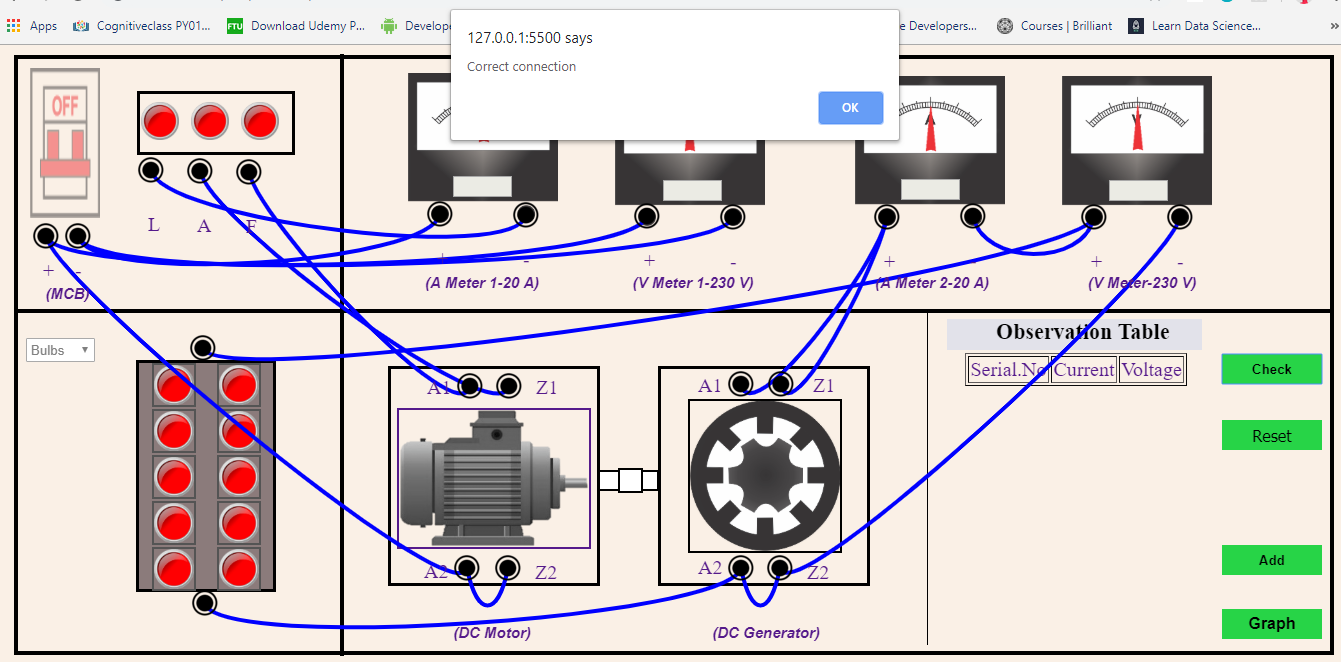 Apps Cognitiveclass PY01... FTU Download Udemy P... Develop e Developers... Courses | Brilliant Learn Data Science... »
127.0.0.1:5500 says
Correct connection
OK
OFF
A V
L A F
+ - + - + + -
(MCB) (A Meter 1-20 A) (V Meter 1-230 V) (A Meter 2-20 A) (V Meter-230 V)
Bulbs
Observation Table
Serial.No Current Voltage
Check
A1 Z1 A1 Z1
Reset
Add
A2 Z2 A2 Z2
Graph
(DC Motor) (DC Generator)